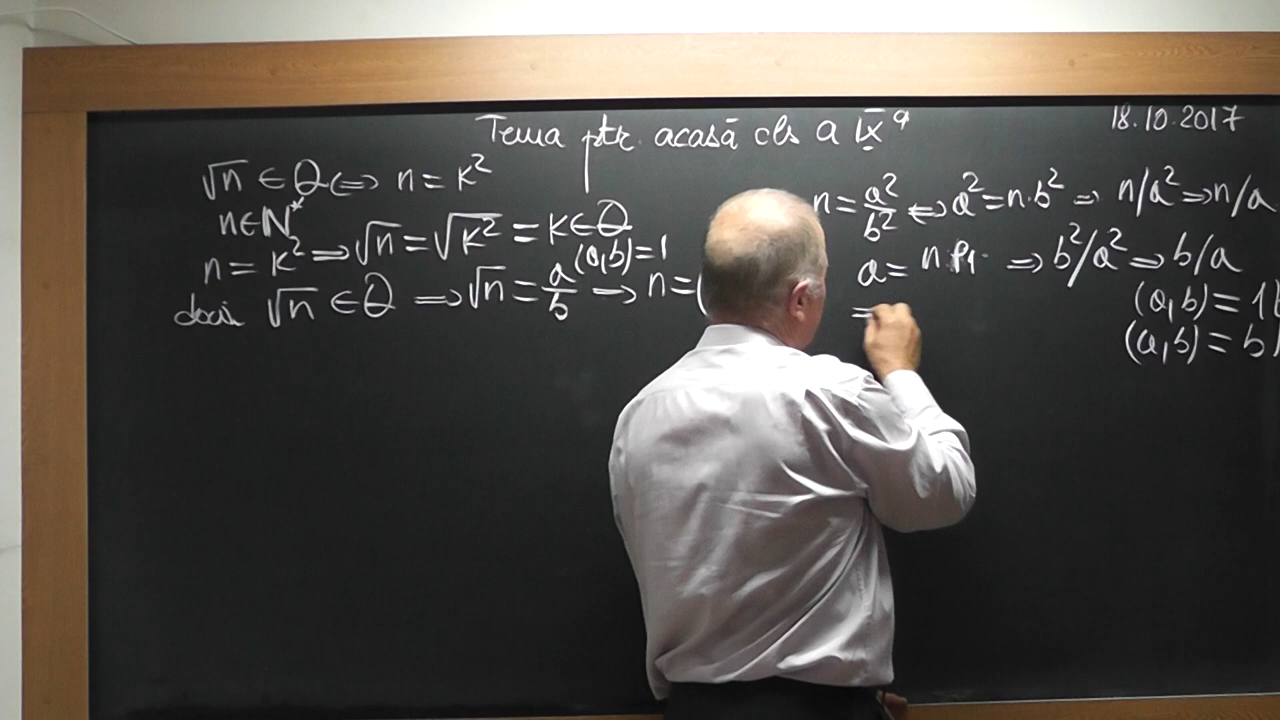 Tema ptr. acasă cls a IX a
18.10.2017
√n ∈ Q ⇔ n = k²
n∈N*
n = k² ⇒ √n = √k² = k ∈ Q
(a,b)=1
daca √n ∈ Q ⇒ √n = a/b ⇒ n = (
n = a²/b² ⇔ a² = n·b² ⇒ n/a² ⇒ n/a
a = n p₁ ⇒ b²/a² ⇒ b/a
(a,b) = 1
(a,b) = b
=